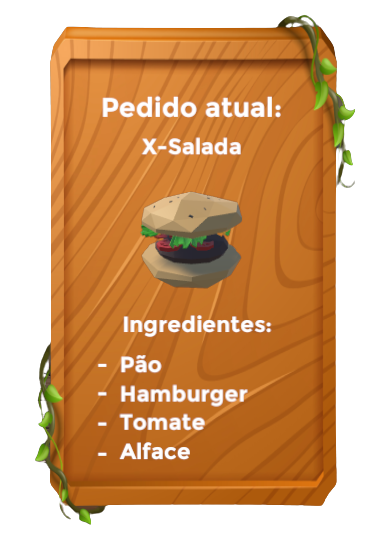 Pedido atual:
X-Salada
Ingredientes:
- Pão
- Hamburger
- Tomate
- Alface